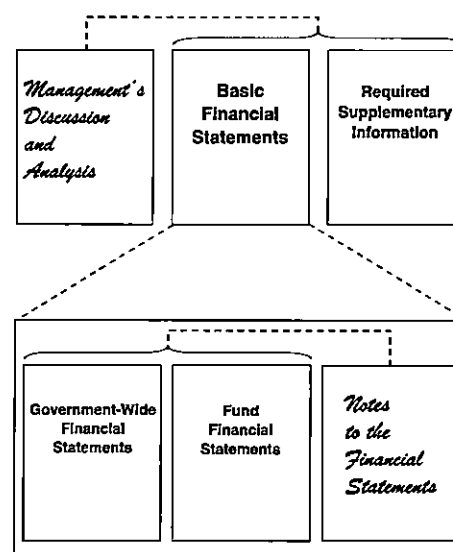 Management's
Discussion
and
Analysis
Basic
Financial
Statements
Required
Supplementary
Information
Government-Wide
Financial
Statements
Fund
Financial
Statements
Notes
to the
Financial
Statements